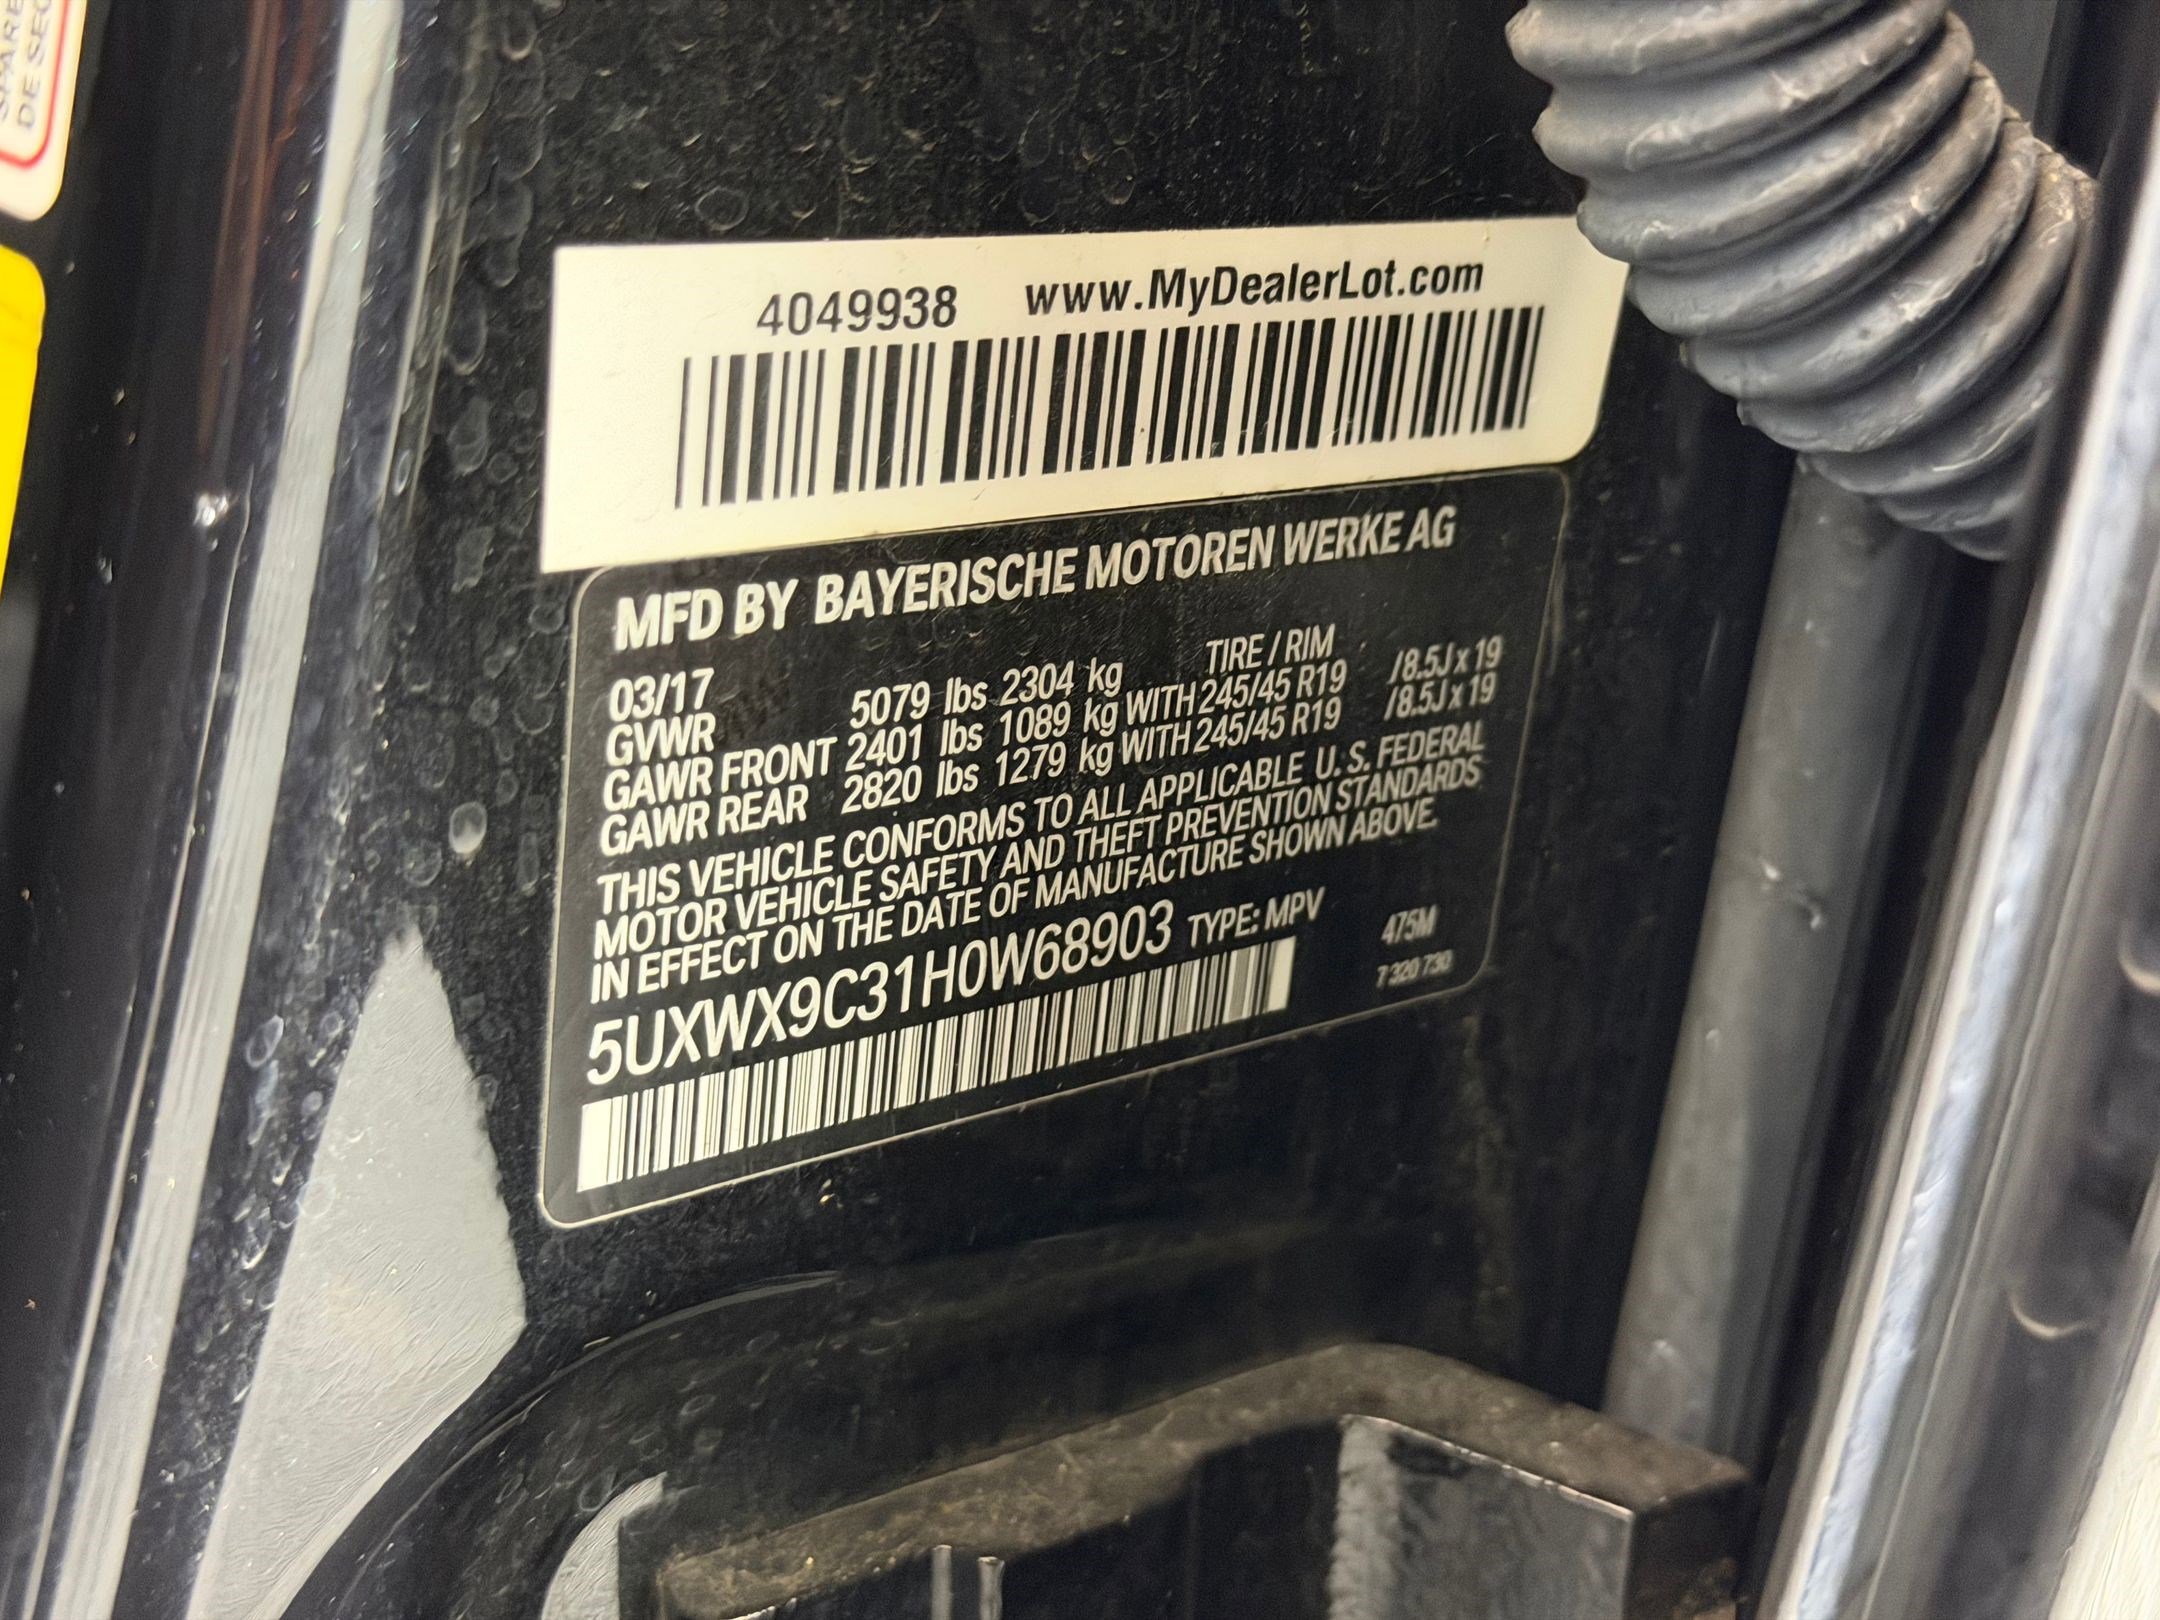 SPARE
DE SEC
4049938 www.MyDealerLot.com
MFD BY BAYERISCHE MOTOREN WERKE AG
03/17 TIRE / RIM
GVWR 5079 lbs 2304 kg
GAWR FRONT 2401 lbs 1089 kg WITH 245/45 R19 /8.5J x 19
GAWR REAR 2820 lbs 1279 kg WITH 245/45 R19 /8.5J x 19
THIS VEHICLE CONFORMS TO ALL APPLICABLE U.S. FEDERAL
MOTOR VEHICLE SAFETY AND THEFT PREVENTION STANDARDS
IN EFFECT ON THE DATE OF MANUFACTURE SHOWN ABOVE.
5UXWX9C31H0W68903 TYPE: MPV 475M
7 320 730